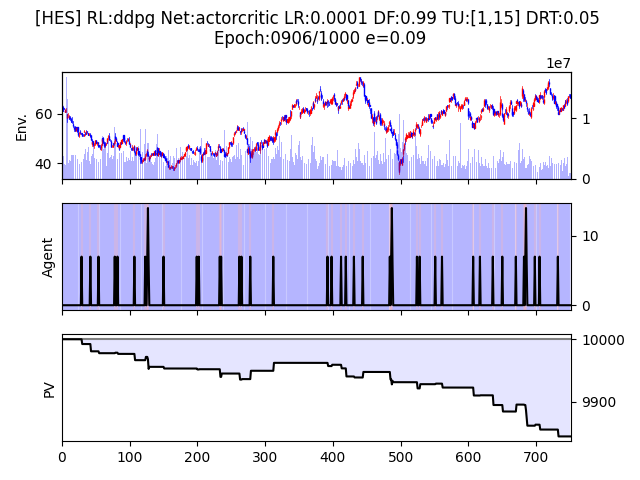 [HES] RL:ddpg Net:actorcritic LR:0.0001 DF:0.99 TU:[1,15] DRT:0.05
Epoch:0906/1000 e=0.09
1e7
Env.
60
40
1
0
Agent
10
0
PV
10000
9900
0 100 200 300 400 500 600 700